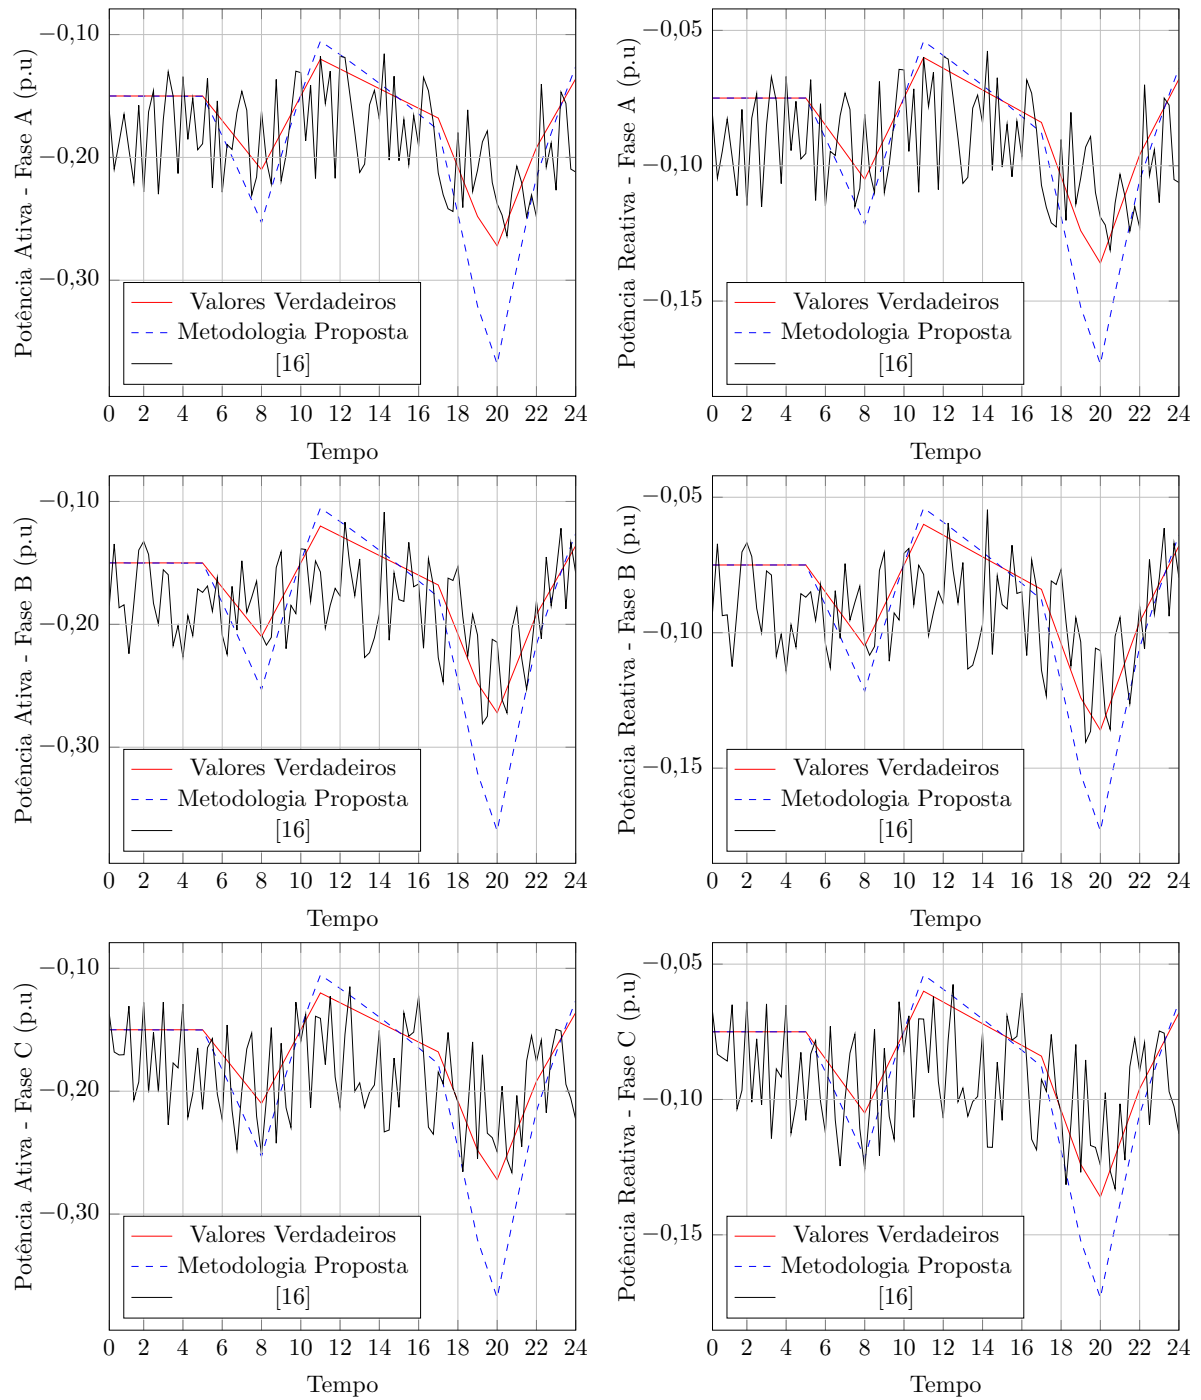 Potência Ativa - Fase A (p.u)
−0,10
−0,20
−0,30
Valores Verdadeiros
Metodologia Proposta
[16]
0 2 4 6 8 10 12 14 16 18 20 22 24
Tempo
Potência Reativa - Fase A (p.u)
−0,05
−0,10
−0,15
Valores Verdadeiros
Metodologia Proposta
[16]
0 2 4 6 8 10 12 14 16 18 20 22 24
Tempo
Potência Ativa - Fase B (p.u)
−0,10
−0,20
−0,30
Valores Verdadeiros
Metodologia Proposta
[16]
0 2 4 6 8 10 12 14 16 18 20 22 24
Tempo
Potência Reativa - Fase B (p.u)
−0,05
−0,10
−0,15
Valores Verdadeiros
Metodologia Proposta
[16]
0 2 4 6 8 10 12 14 16 18 20 22 24
Tempo
Potência Ativa - Fase C (p.u)
−0,10
−0,20
−0,30
Valores Verdadeiros
Metodologia Proposta
[16]
0 2 4 6 8 10 12 14 16 18 20 22 24
Tempo
Potência Reativa - Fase C (p.u)
−0,05
−0,10
−0,15
Valores Verdadeiros
Metodologia Proposta
[16]
0 2 4 6 8 10 12 14 16 18 20 22 24
Tempo